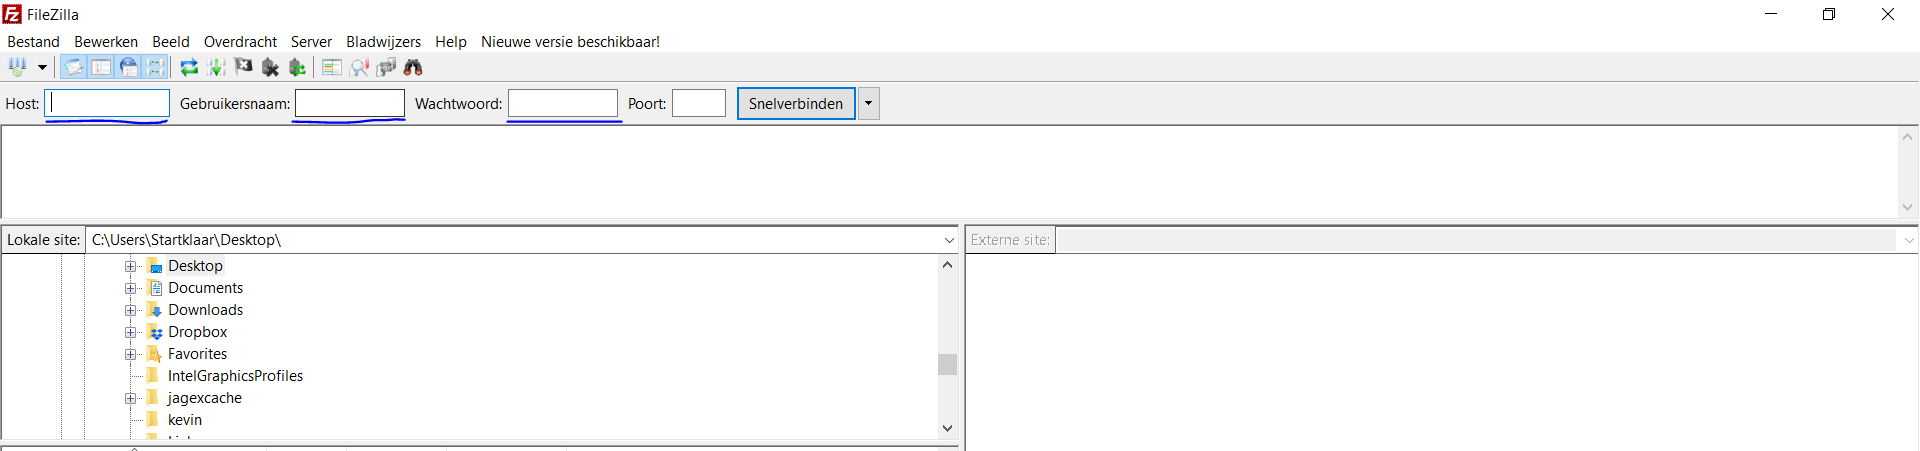 FileZilla
Bestand Bewerken Beeld Overdracht Server Bladwijzers Help Nieuwe versie beschikbaar!
Host: Gebruikersnaam: Wachtwoord: Poort: Snelverbinden
Lokale site: C:\Users\Startklaar\Desktop\
Externe site:
Desktop
Documents
Downloads
Dropbox
Favorites
IntelGraphicsProfiles
jagexcache
kevin